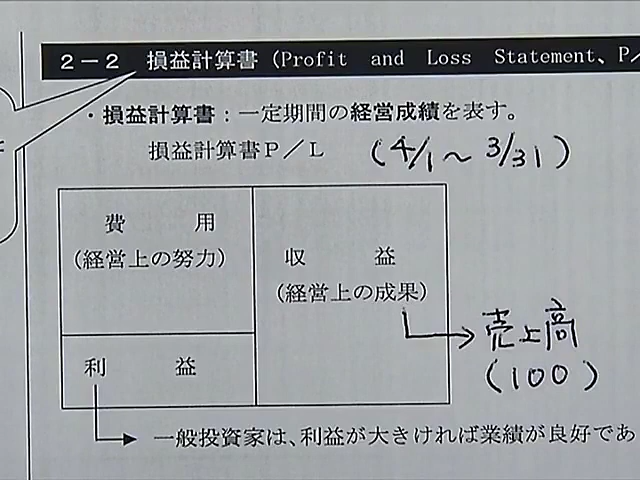 2－2 損益計算書（Profit and Loss Statement、P／
・損益計算書：一定期間の経営成績を表す。
損益計算書Ｐ／Ｌ (4/1～3/31)
費用
(経営上の努力)
収益
(経営上の成果)
売上高
(100)
利益
一般投資家は、利益が大きければ業績が良好であ